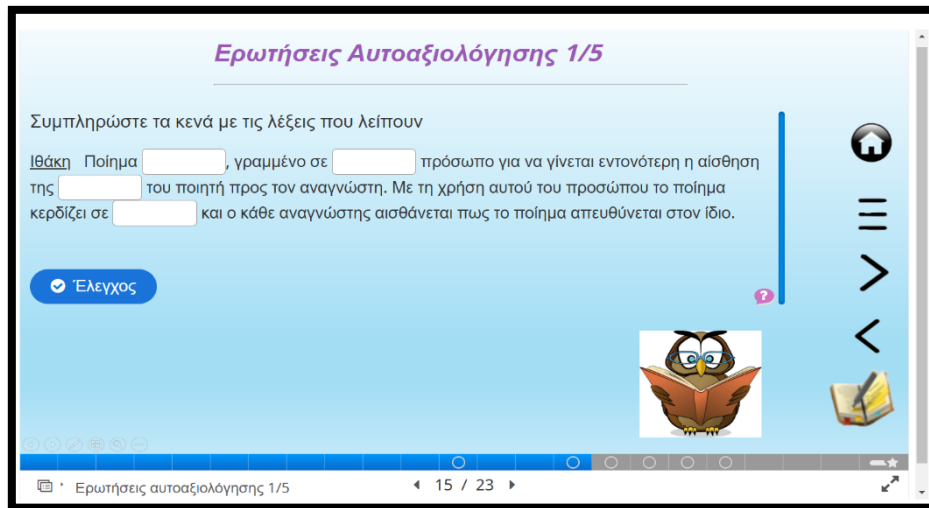 Ερωτήσεις Αυτοαξιολόγησης 1/5
Συμπληρώστε τα κενά με τις λέξεις που λείπουν
Ιθάκη Ποίημα , γραμμένο σε πρόσωπο για να γίνεται εντονότερη η αίσθηση
της του ποιητή προς τον αναγνώστη. Με τη χρήση αυτού του προσώπου το ποίημα
κερδίζει σε και ο κάθε αναγνώστης αισθάνεται πως το ποίημα απευθύνεται στον ίδιο.
Έλεγχος
?
Ερωτήσεις αυτοαξιολόγησης 1/5
15 / 23